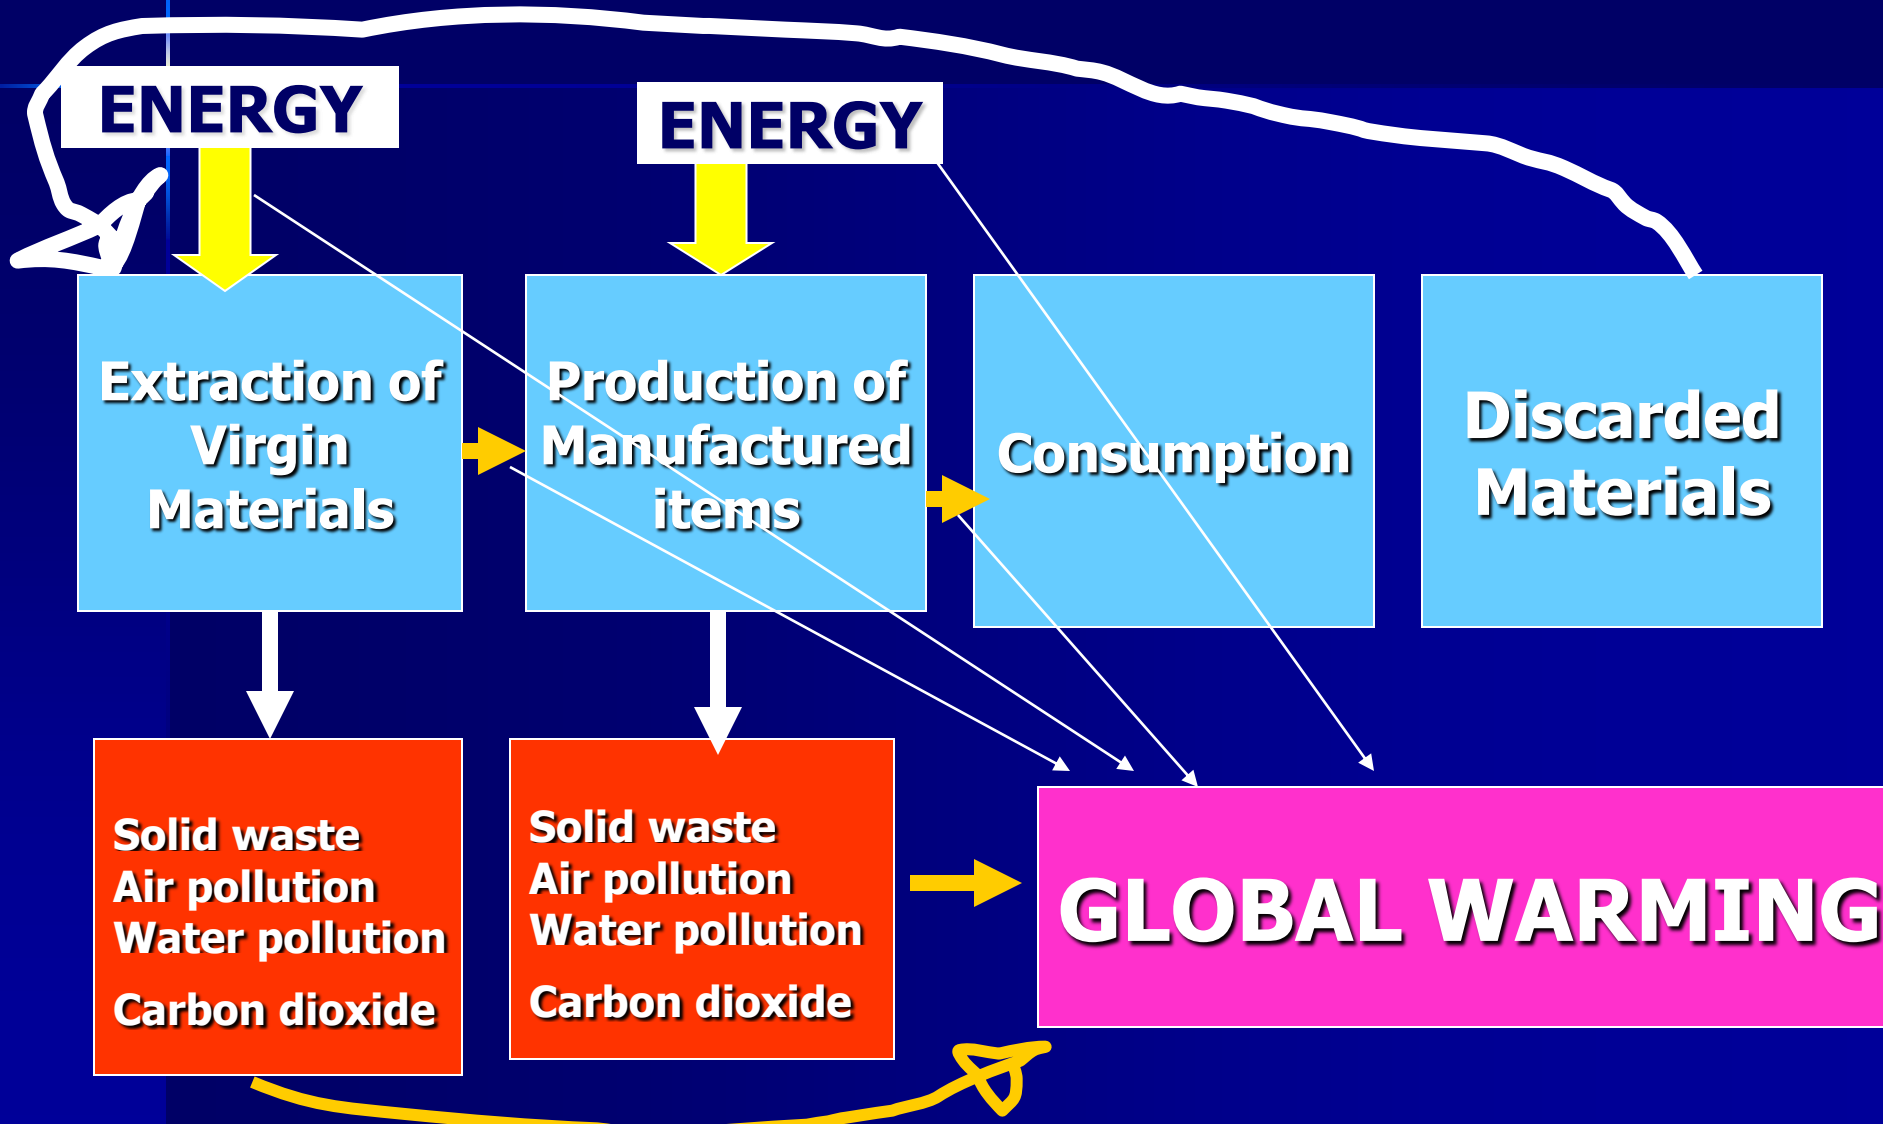 ENERGY
ENERGY
Extraction of
Virgin
Materials
Production of
Manufactured
items
Consumption
Discarded
Materials
Solid waste
Air pollution
Water pollution
Carbon dioxide
Solid waste
Air pollution
Water pollution
Carbon dioxide
GLOBAL WARMING